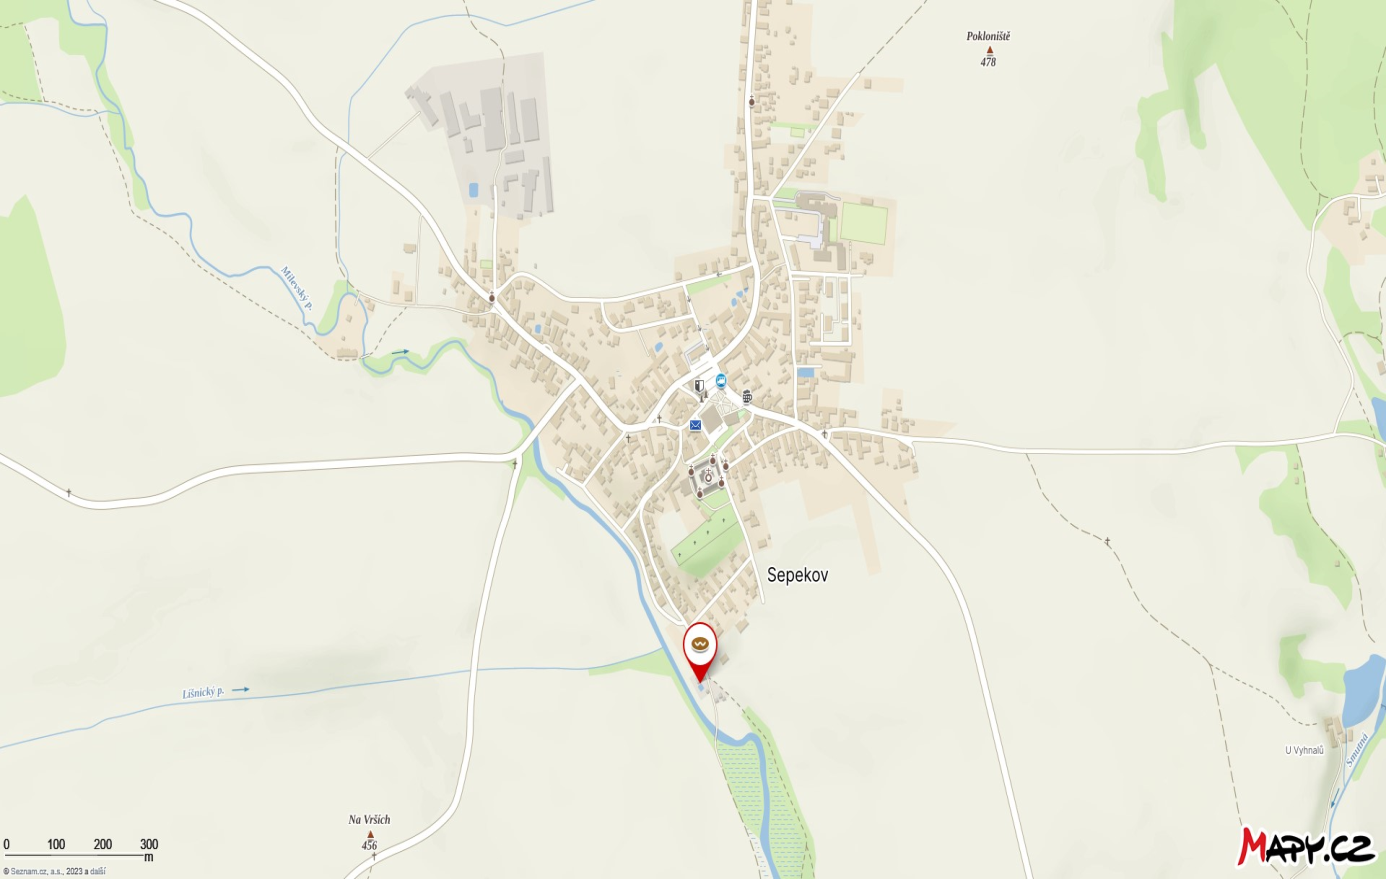 Pokloniště
478
Milevský p.
Sepekov
Lišnický p.
U Vyhnalů
Smutná
Na Vrších
456
0 100 200 300
m
© Seznam.cz, a.s., 2023 a další
Mapy.cz